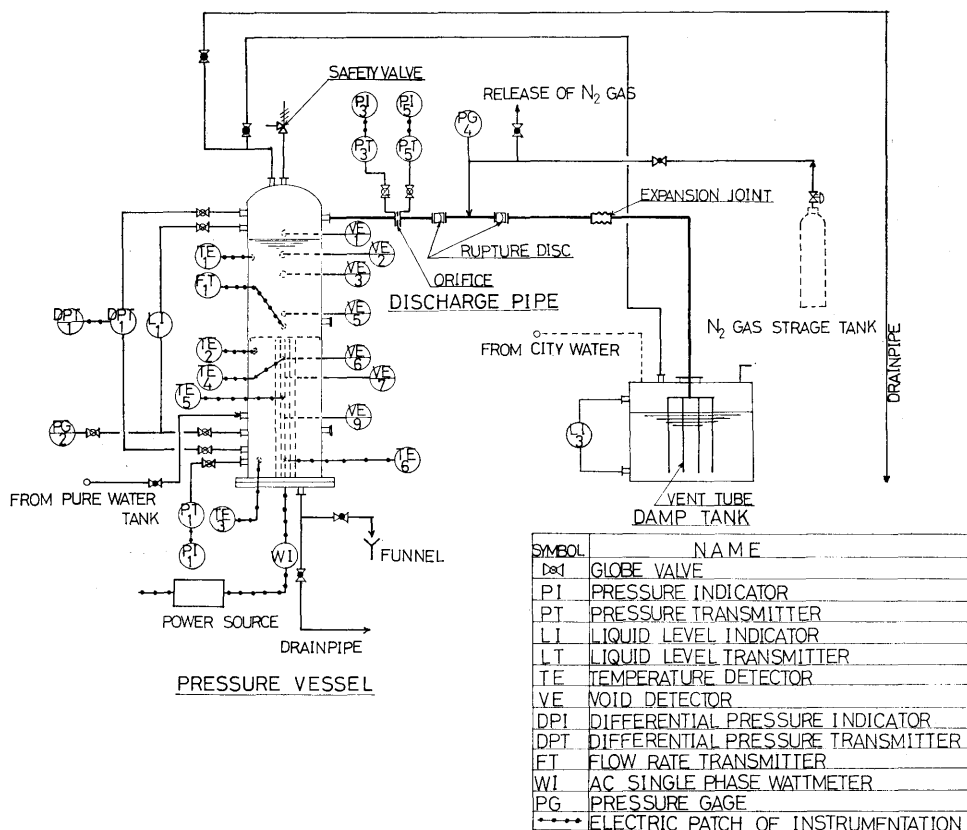 SAFETY VALVE
PI 3
PI 5
PT 3
PT 5
PG 4
RELEASE OF N2 GAS
EXPANSION JOINT
VE 1
VE 2
VE 3
TE 1
FT 1
RUPTURE DISC
ORIFICE
DISCHARGE PIPE
N2 GAS STRAGE TANK
DRAINPIPE
DPT 1
LI 1
VE 5
FROM CITY WATER
TE 2
VE 6
TE 4
VE 7
TE 5
VE 9
PG 2
LI 3
TE 6
FROM PURE WATER
TANK
PT 1
TE 3
VENT TUBE
DAMP TANK
PI 1
WI
FUNNEL
POWER SOURCE
DRAINPIPE
PRESSURE VESSEL
SYMBOL NAME
GLOBE VALVE
PI PRESSURE INDICATOR
PT PRESSURE TRANSMITTER
LI LIQUID LEVEL INDICATOR
LT LIQUID LEVEL TRANSMITTER
TE TEMPERATURE DETECTOR
VE VOID DETECTOR
DPI DIFFERENTIAL PRESSURE INDICATOR
DPT DIFFERENTIAL PRESSURE TRANSMITTER
FT FLOW RATE TRANSMITTER
WI AC SINGLE PHASE WATTMETER
PG PRESSURE GAGE
ELECTRIC PATCH OF INSTRUMENTATION